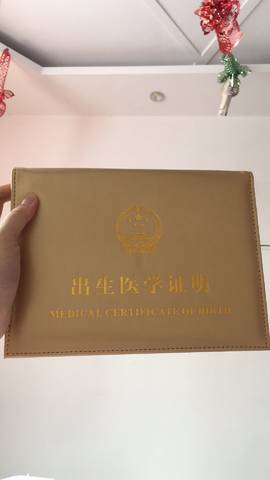 出生医学证明
MEDICAL CERTIFICATE OF BIRTH